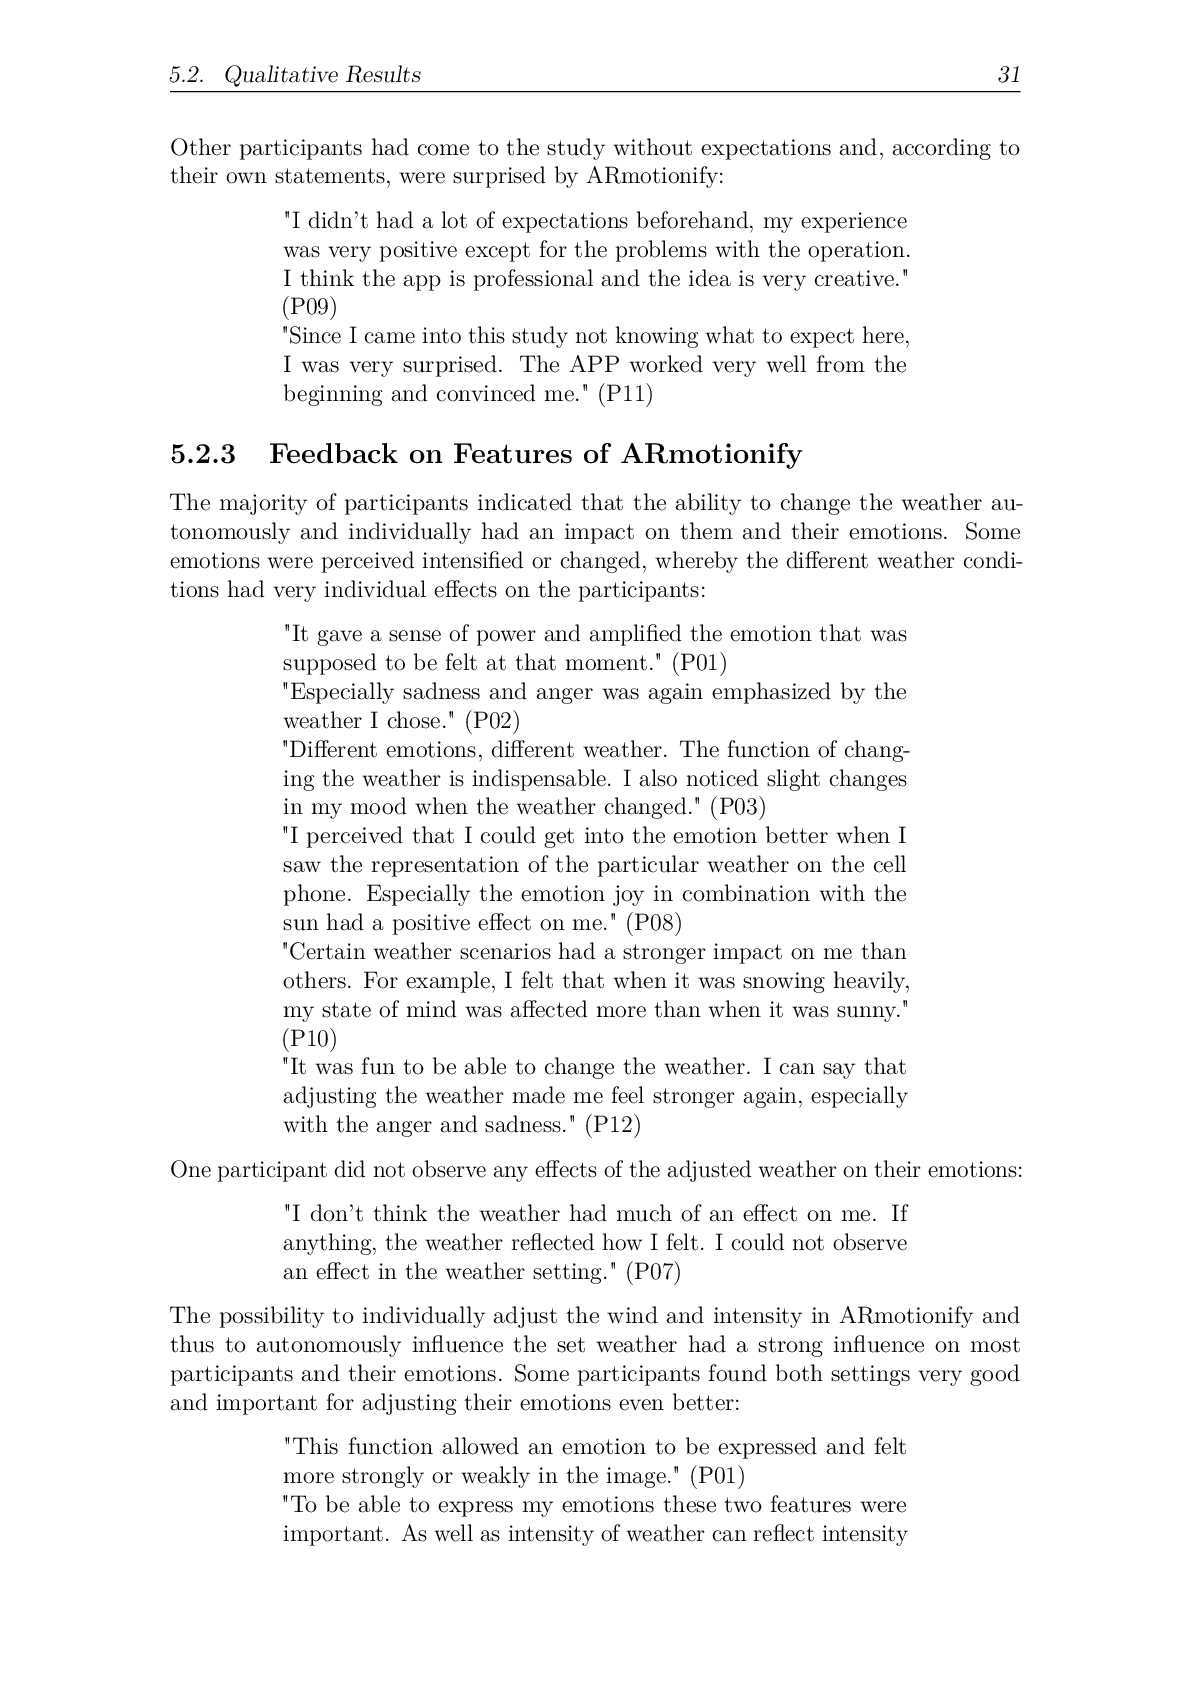 5.2. Qualitative Results 31
Other participants had come to the study without expectations and, according to
their own statements, were surprised by ARmotionify:
"I didn't had a lot of expectations beforehand, my experience
was very positive except for the problems with the operation.
I think the app is professional and the idea is very creative."
(P09)
"Since I came into this study not knowing what to expect here,
I was very surprised. The APP worked very well from the
beginning and convinced me." (P11)
5.2.3 Feedback on Features of ARmotionify
The majority of participants indicated that the ability to change the weather au-
tonomously and individually had an impact on them and their emotions. Some
emotions were perceived intensified or changed, whereby the different weather condi-
tions had very individual effects on the participants:
"It gave a sense of power and amplified the emotion that was
supposed to be felt at that moment." (P01)
"Especially sadness and anger was again emphasized by the
weather I chose." (P02)
"Different emotions, different weather. The function of chang-
ing the weather is indispensable. I also noticed slight changes
in my mood when the weather changed." (P03)
"I perceived that I could get into the emotion better when I
saw the representation of the particular weather on the cell
phone. Especially the emotion joy in combination with the
sun had a positive effect on me." (P08)
"Certain weather scenarios had a stronger impact on me than
others. For example, I felt that when it was snowing heavily,
my state of mind was affected more than when it was sunny."
(P10)
"It was fun to be able to change the weather. I can say that
adjusting the weather made me feel stronger again, especially
with the anger and sadness." (P12)
One participant did not observe any effects of the adjusted weather on their emotions:
"I don't think the weather had much of an effect on me. If
anything, the weather reflected how I felt. I could not observe
an effect in the weather setting." (P07)
The possibility to individually adjust the wind and intensity in ARmotionify and
thus to autonomously influence the set weather had a strong influence on most
participants and their emotions. Some participants found both settings very good
and important for adjusting their emotions even better:
"This function allowed an emotion to be expressed and felt
more strongly or weakly in the image." (P01)
"To be able to express my emotions these two features were
important. As well as intensity of weather can reflect intensity